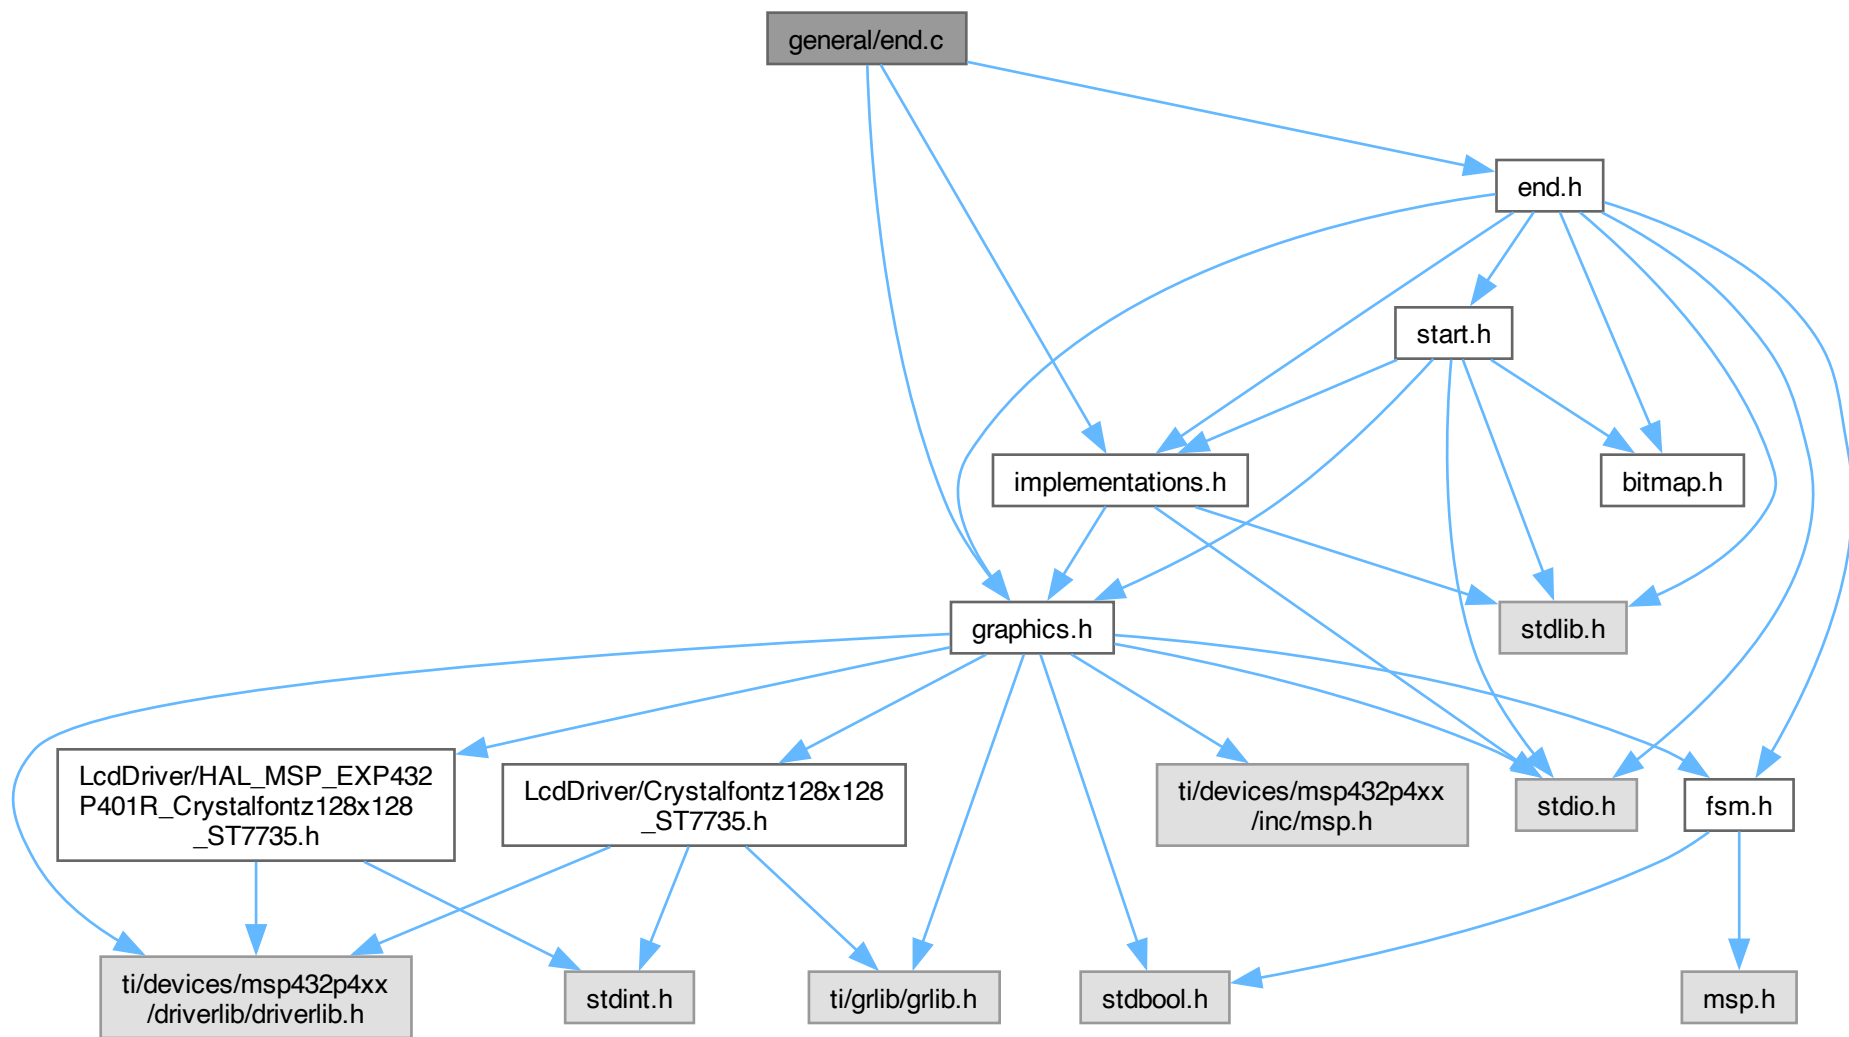 general/end.c
end.h
start.h
implementations.h
bitmap.h
graphics.h
stdlib.h
LcdDriver/HAL_MSP_EXP432
P401R_Crystalfontz128x128
_ST7735.h
LcdDriver/Crystalfontz128x128
_ST7735.h
ti/devices/msp432p4xx
/inc/msp.h
stdio.h
fsm.h
ti/devices/msp432p4xx
/driverlib/driverlib.h
stdint.h
ti/grlib/grlib.h
stdbool.h
msp.h